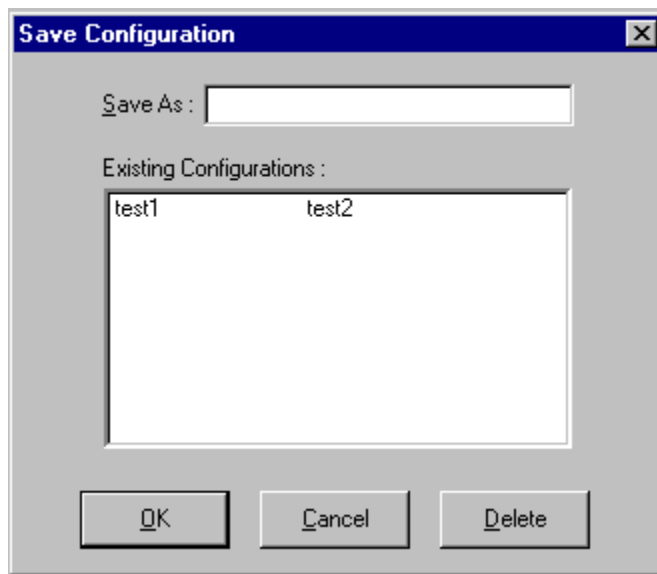 Save Configuration
Save As :
Existing Configurations :
test1 test2
OK Cancel Delete